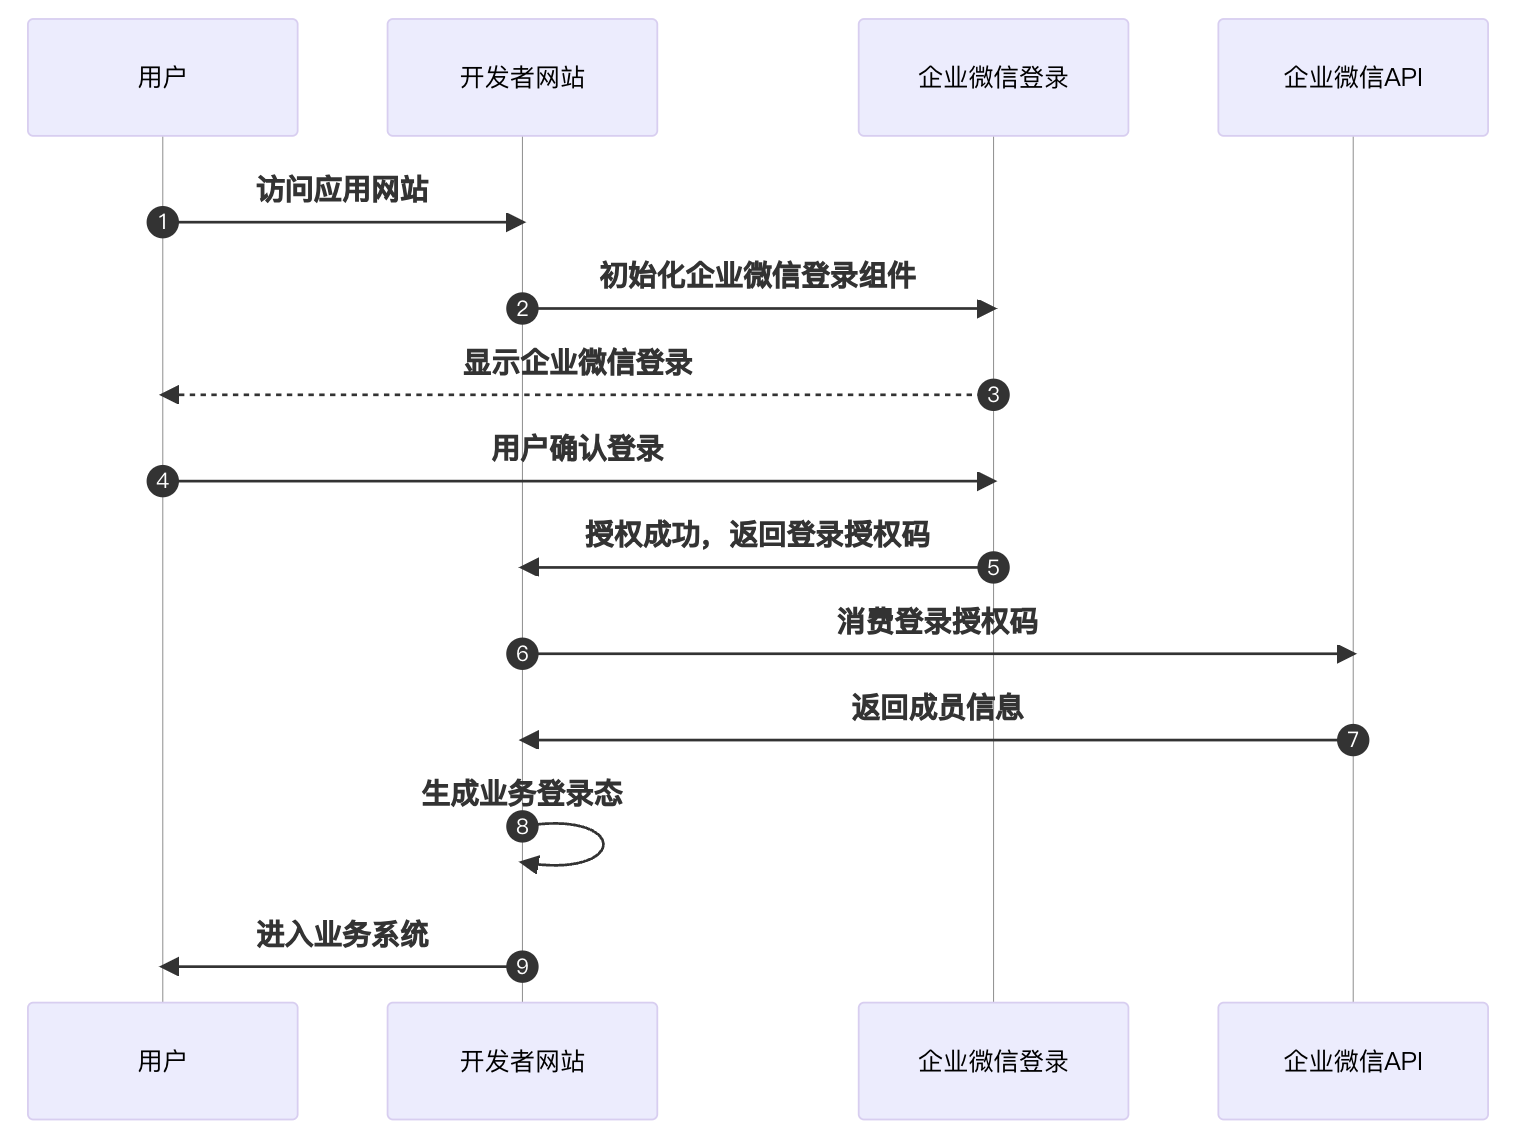 用户
开发者网站
企业微信登录
企业微信API
访问应用网站
1
初始化企业微信登录组件
2
显示企业微信登录
3
用户确认登录
4
授权成功，返回登录授权码
5
消费登录授权码
6
返回成员信息
7
生成业务登录态
8
进入业务系统
9
用户
开发者网站
企业微信登录
企业微信API